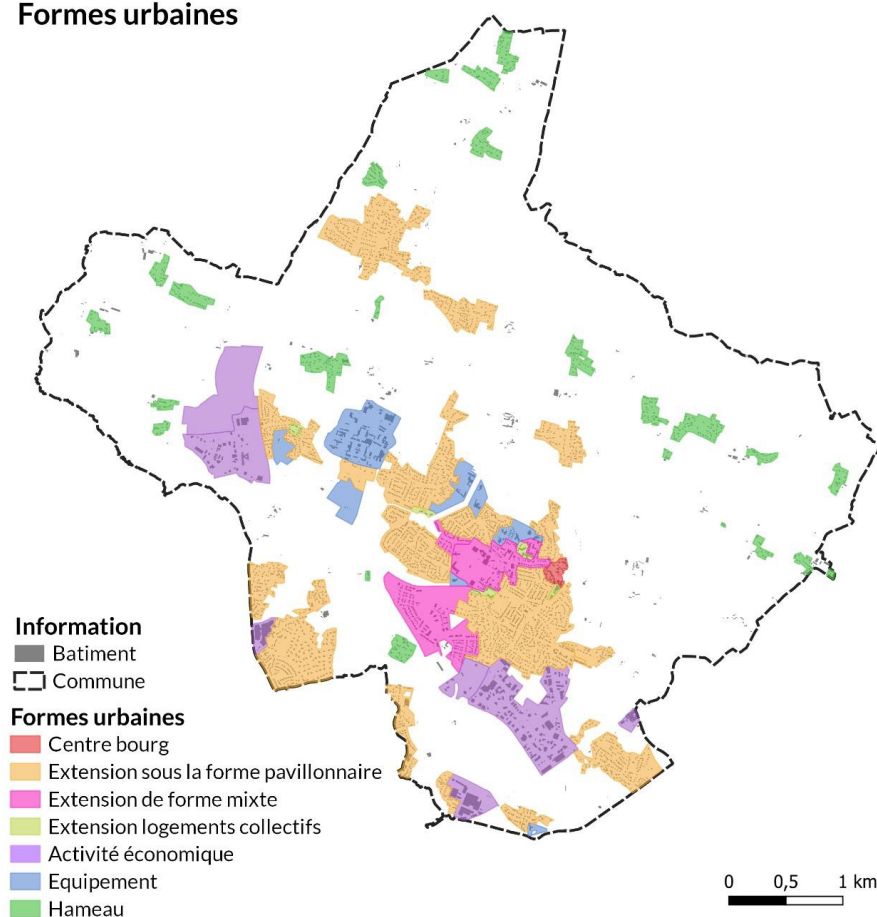 Formes urbaines
Information
Batiment
Commune
Formes urbaines
Centre bourg
Extension sous la forme pavillonnaire
Extension de forme mixte
Extension logements collectifs
Activité économique
Equipement
Hameau
0 0,5 1 km